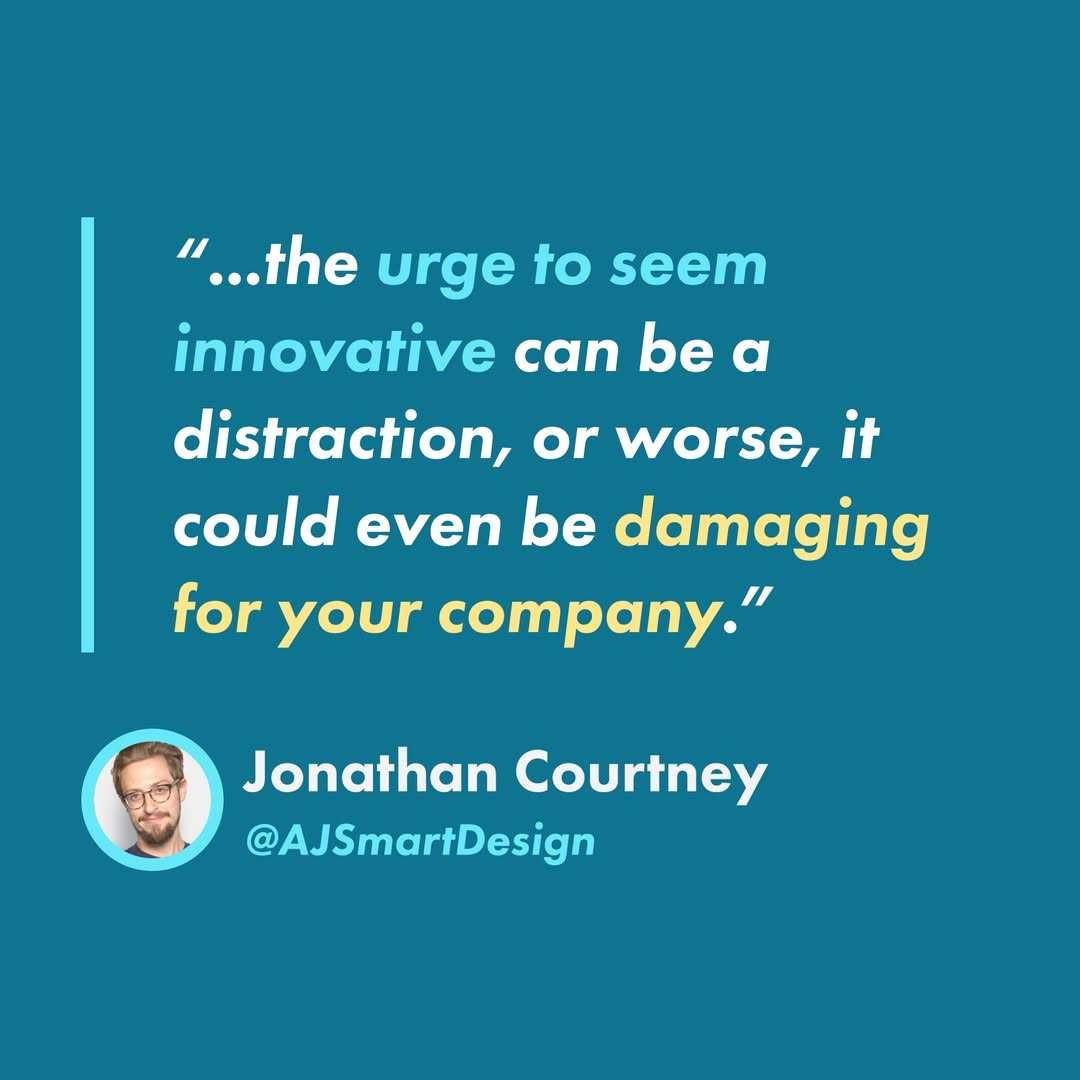 “...the urge to seem
innovative can be a
distraction, or worse, it
could even be damaging
for your company.”
Jonathan Courtney
@AJSmartDesign